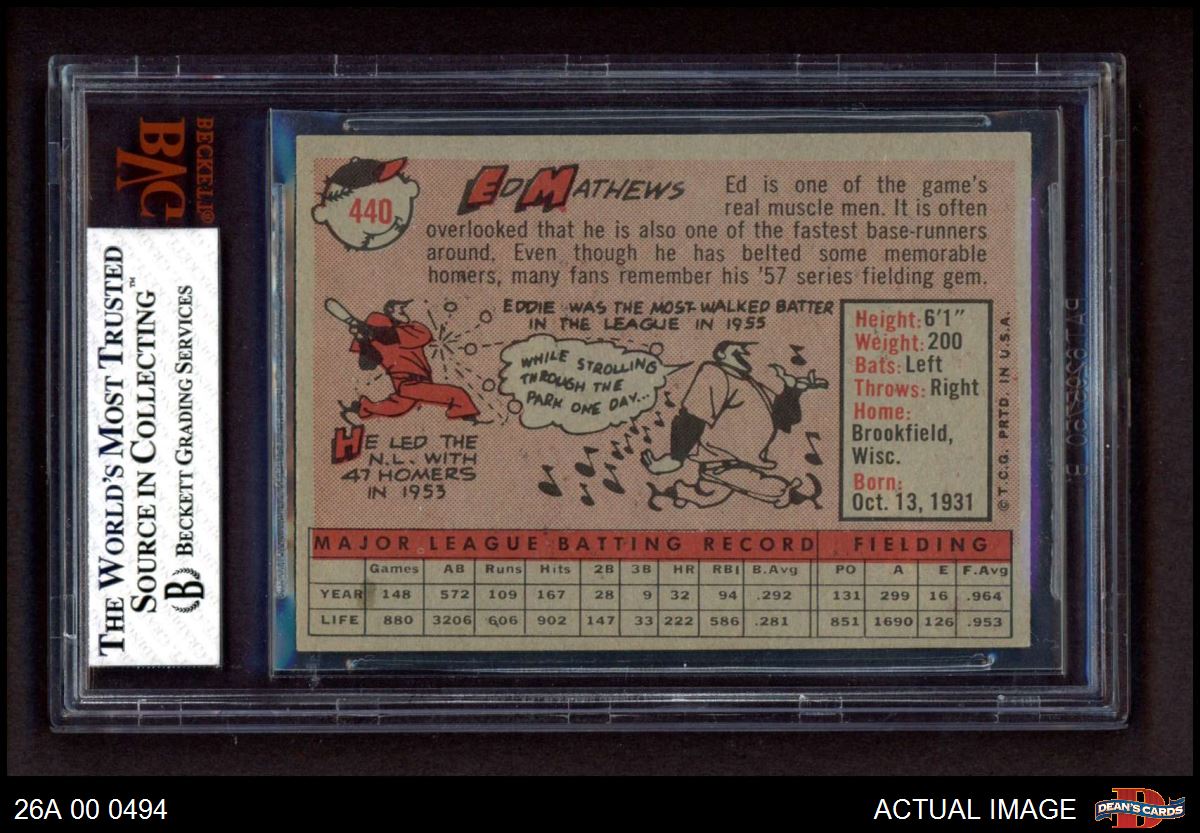 BECKETT®
BVG
THE WORLD'S MOST TRUSTED
SOURCE IN COLLECTING™
B BECKETT GRADING SERVICES
440
ED MATHEWS
Ed is one of the game's
real muscle men. It is often
overlooked that he is also one of the fastest base-runners
around. Even though he has belted some memorable
homers, many fans remember his '57 series fielding gem.
EDDIE WAS THE MOST WALKED BATTER
IN THE LEAGUE IN 1955
WHILE STROLLING
THROUGH THE
PARK ONE DAY...
HE LED THE
N.L. WITH
47 HOMERS
IN 1953
Height: 6'1"
Weight: 200
Bats: Left
Throws: Right
Home:
Brookfield,
Wisc.
Born:
Oct. 13, 1931
© T.C.G. PRTD. IN U.S.A.
MAJOR LEAGUE BATTING RECORD FIELDING
Games AB Runs Hits 2B 3B HR RBI B.Avg PO A E F.Avg
YEAR 148 572 109 167 28 9 32 94 .292 131 299 16 .964
LIFE 880 3206 606 902 147 33 222 586 .281 851 1690 126 .953
26A 00 0494
ACTUAL IMAGE
DEAN'S CARDS